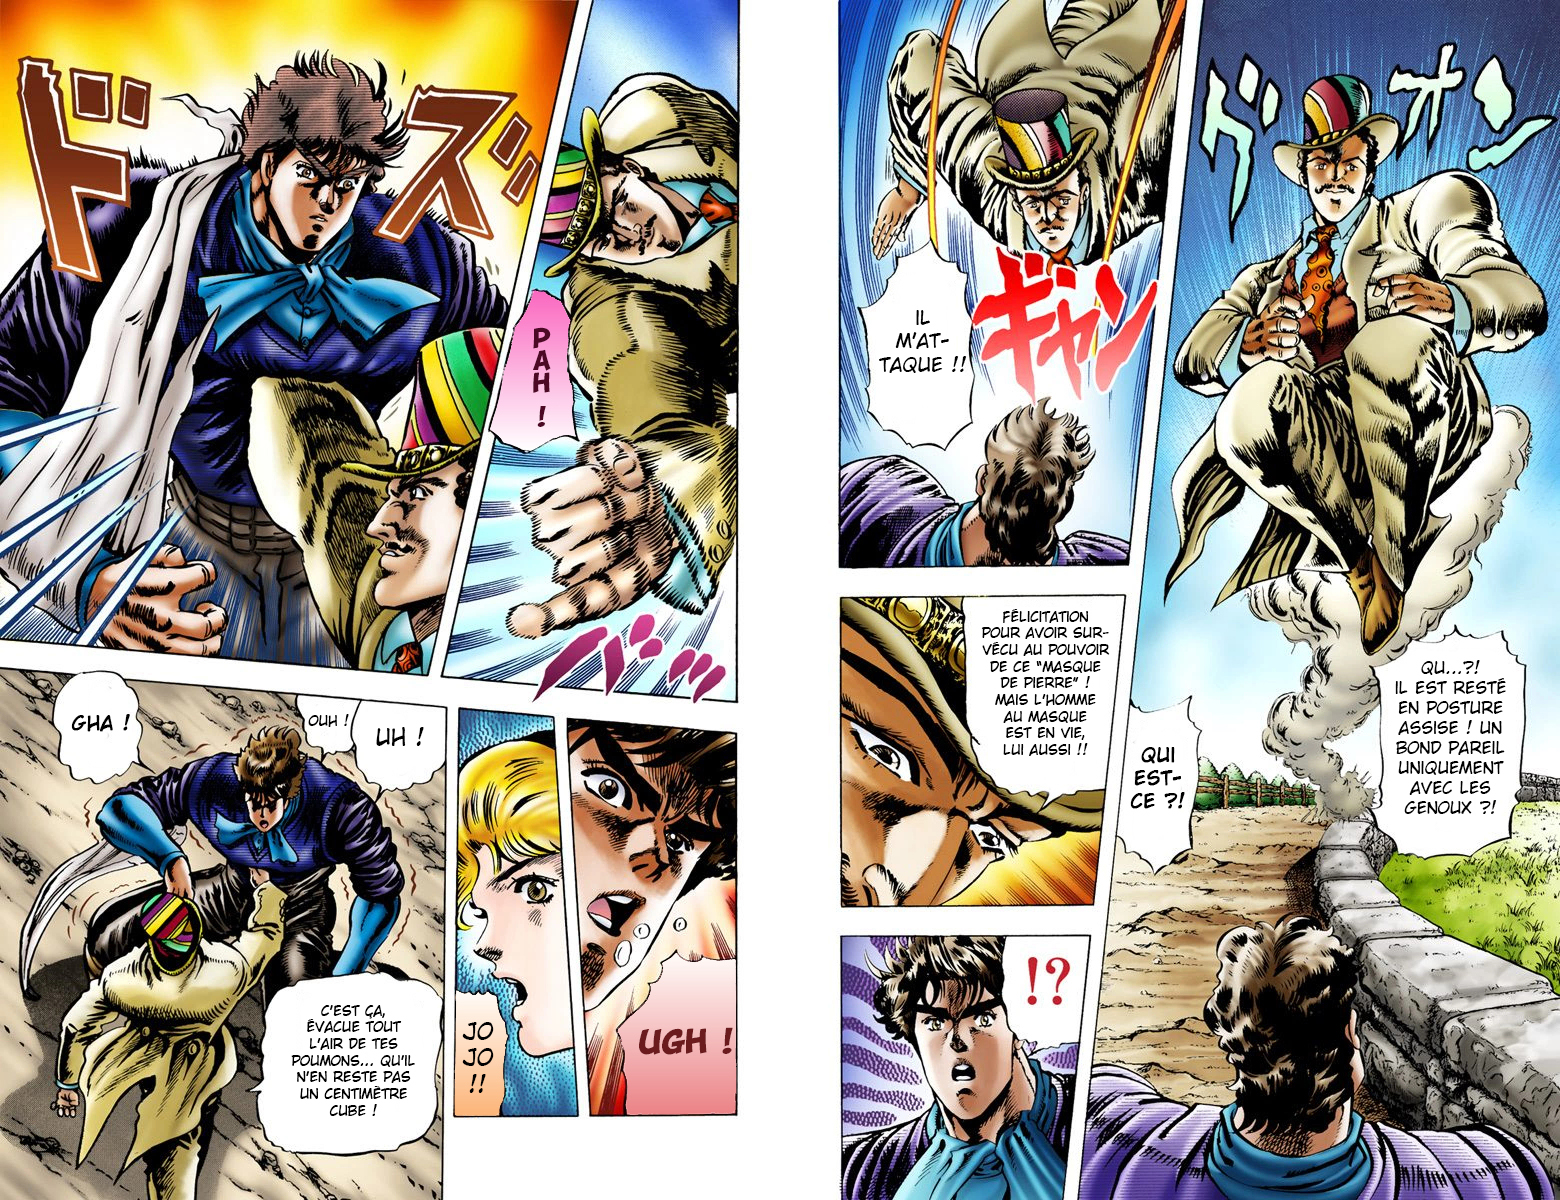 グオン
QU...?!
IL EST RESTÉ
EN POSTURE
ASSISE ! UN
BOND PAREIL
UNIQUEMENT
AVEC LES
GENOUX ?!
QUI
EST-
CE ?!
IL
M'AT-
TAQUE !!
ギャン
FÉLICITATION
POUR AVOIR SUR-
VÉCU AU POUVOIR
DE CE "MASQUE
DE PIERRE" !
MAIS L'HOMME
AU MASQUE
EST EN VIE,
LUI AUSSI !!
!?
PAH !
バッ
ドズッ
UGH !
JO
JO !!
UH !
OUH !
GHA !
C'EST ÇA,
ÉVACUE TOUT
L'AIR DE TES
POUMONS... QU'IL
N'EN RESTE PAS
UN CENTIMÈTRE
CUBE !